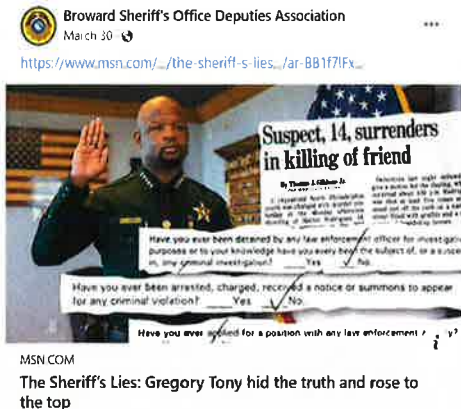 Broward Sheriff's Office Deputies Association
March 30
https://www.msn.com/.../the-sheriff-s-lies.../ar-BB1f7lFx...
Suspect, 14, surrenders
in killing of friend
By Thomas J. Gibbons Jr.
Have you ever been detained by any law enforcement officer for investigative
purposes or to your knowledge have you ever been the subject of, or a suspect
in, any criminal investigation? Yes No
Have you ever been arrested, charged, received a notice or summons to appear
for any criminal violation? Yes No
Have you ever applied for a position with any law enforcement
MSN.COM
The Sheriff's Lies: Gregory Tony hid the truth and rose to
the top